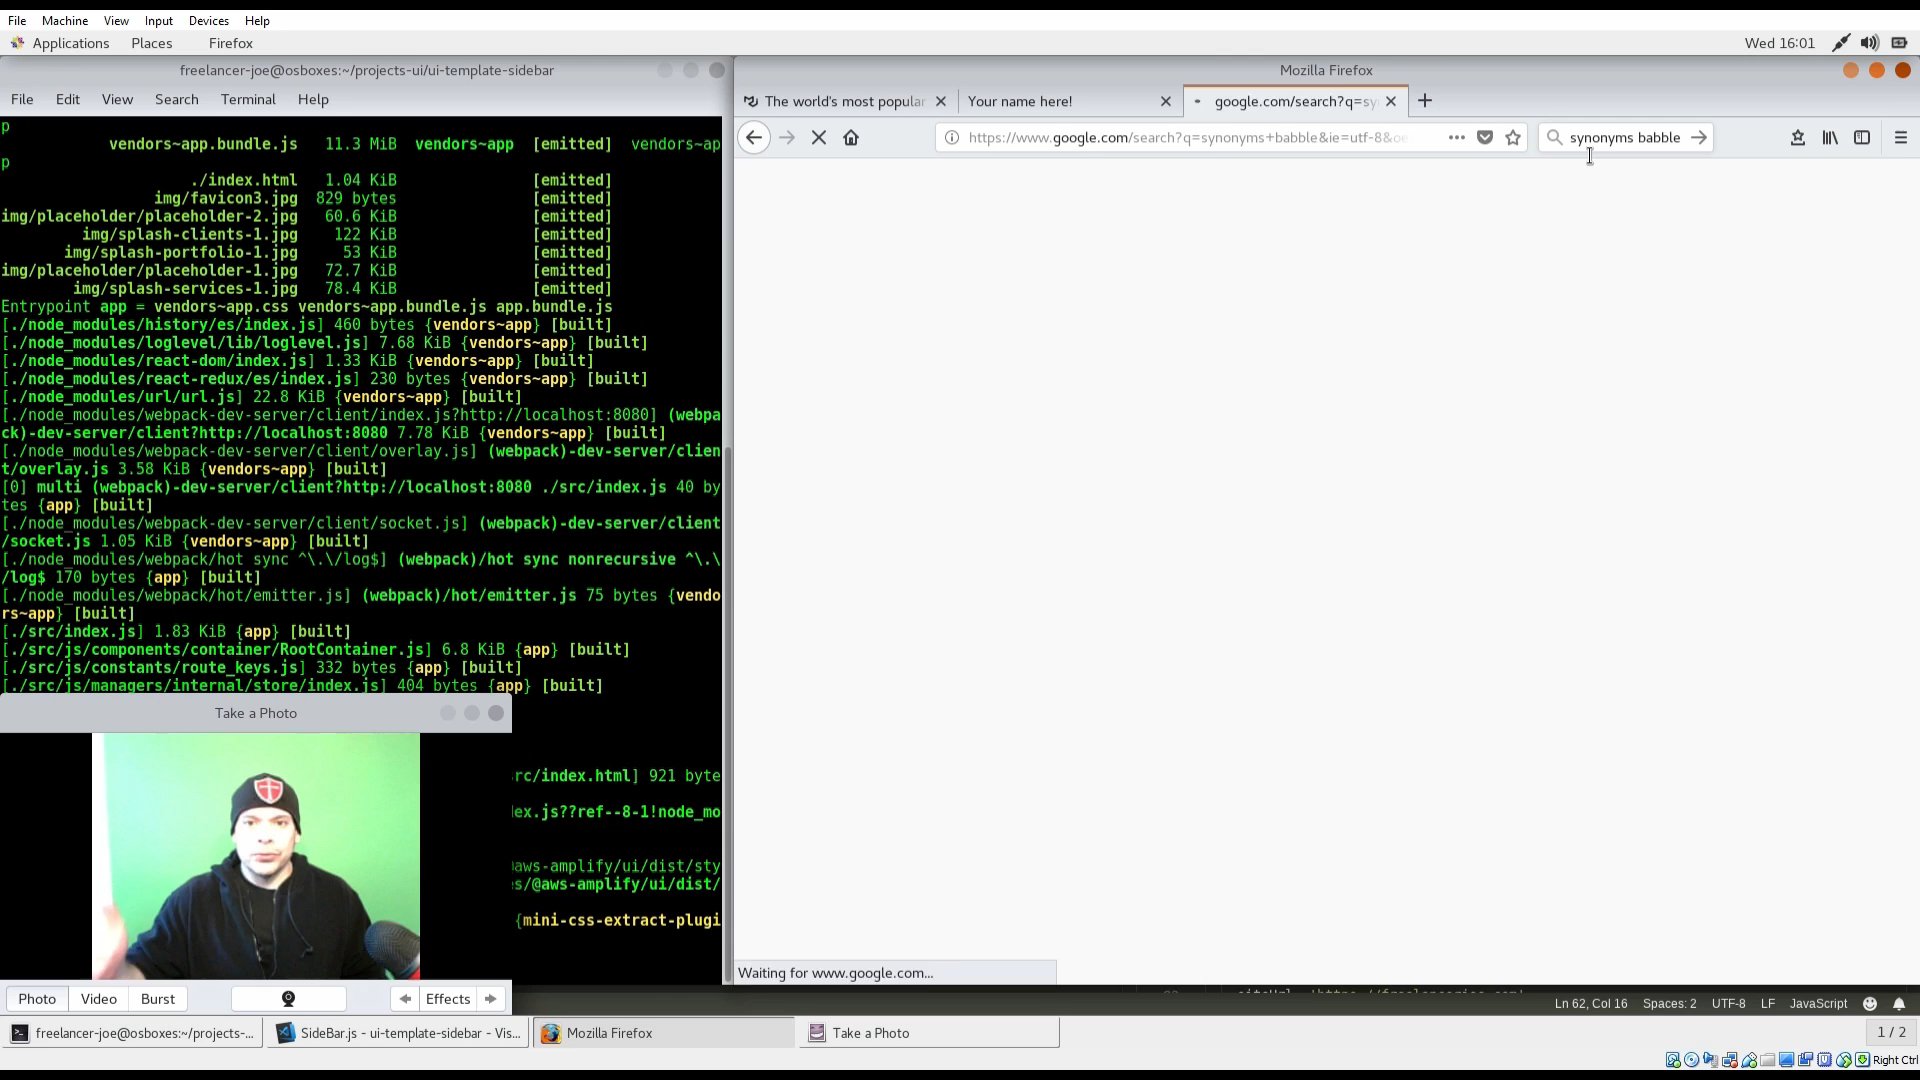 File Machine View Input Devices Help
Applications Places Firefox Wed 16:01
freelancer-joe@osboxes:~/projects-ui/ui-template-sidebar
File Edit View Search Terminal Help
p
vendors~app.bundle.js 11.3 MiB vendors~app [emitted] vendors~ap
p
./index.html 1.04 KiB [emitted]
img/favicon3.jpg 829 bytes [emitted]
img/placeholder/placeholder-2.jpg 60.6 KiB [emitted]
img/splash-clients-1.jpg 122 KiB [emitted]
img/splash-portfolio-1.jpg 53 KiB [emitted]
img/placeholder/placeholder-1.jpg 72.7 KiB [emitted]
img/splash-services-1.jpg 78.4 KiB [emitted]
Entrypoint app = vendors~app.css vendors~app.bundle.js app.bundle.js
[./node_modules/history/es/index.js] 460 bytes {vendors~app} [built]
[./node_modules/loglevel/lib/loglevel.js] 7.68 KiB {vendors~app} [built]
[./node_modules/react-dom/index.js] 1.33 KiB {vendors~app} [built]
[./node_modules/react-redux/es/index.js] 230 bytes {vendors~app} [built]
[./node_modules/url/url.js] 22.8 KiB {vendors~app} [built]
[./node_modules/webpack-dev-server/client/index.js?http://localhost:8080] (webpa
ck)-dev-server/client?http://localhost:8080 7.78 KiB {vendors~app} [built]
[./node_modules/webpack-dev-server/client/overlay.js] (webpack)-dev-server/clien
t/overlay.js 3.58 KiB {vendors~app} [built]
[0] multi (webpack)-dev-server/client?http://localhost:8080 ./src/index.js 40 by
tes {app} [built]
[./node_modules/webpack-dev-server/client/socket.js] (webpack)-dev-server/client
/socket.js 1.05 KiB {vendors~app} [built]
[./node_modules/webpack/hot sync ^\.\/log$] (webpack)/hot sync nonrecursive ^\.\
/log$ 170 bytes {app} [built]
[./node_modules/webpack/hot/emitter.js] (webpack)/hot/emitter.js 75 bytes {vendo
rs~app} [built]
[./src/index.js] 1.83 KiB {app} [built]
[./src/js/components/container/RootContainer.js] 6.8 KiB {app} [built]
[./src/js/constants/route_keys.js] 332 bytes {app} [built]
[./src/js/managers/internal/store/index.js] 404 bytes {app} [built]
rc/index.html] 921 byte
ex.js??ref--8-1!node_mo
aws-amplify/ui/dist/sty
s/@aws-amplify/ui/dist/
{mini-css-extract-plugi
Take a Photo
Photo Video Burst Effects
Mozilla Firefox
The world's most popular Your name here! google.com/search?q=sy
https://www.google.com/search?q=synonyms+babble&ie=utf-8&oe synonyms babble
Waiting for www.google.com...
Ln 62, Col 16 Spaces: 2 UTF-8 LF JavaScript
freelancer-joe@osboxes:~/projects-... SideBar.js - ui-template-sidebar - Vis... Mozilla Firefox Take a Photo 1 / 2
Right Ctrl